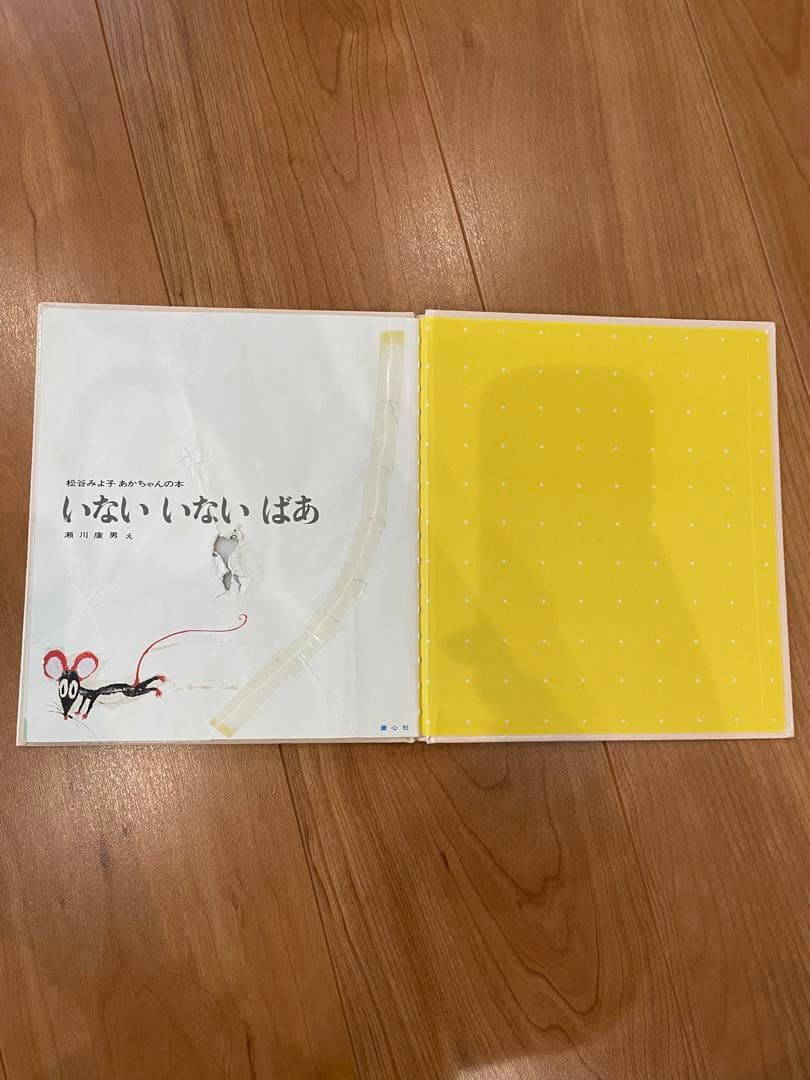 松谷みよ子 あかちゃんの本
いない いない ばあ
瀬川康男 え
童心社